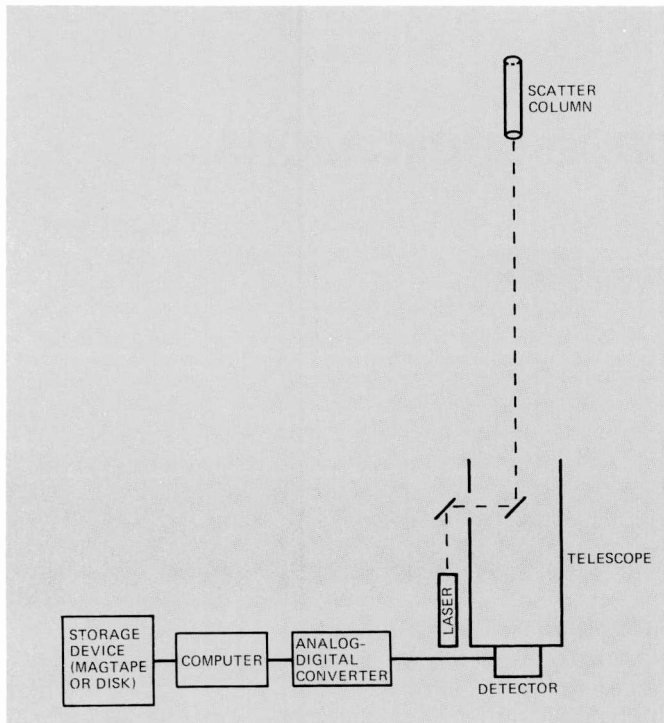 SCATTER
COLUMN
TELESCOPE
LASER
STORAGE
DEVICE
(MAGTAPE
OR DISK)
COMPUTER
ANALOG-
DIGITAL
CONVERTER
DETECTOR